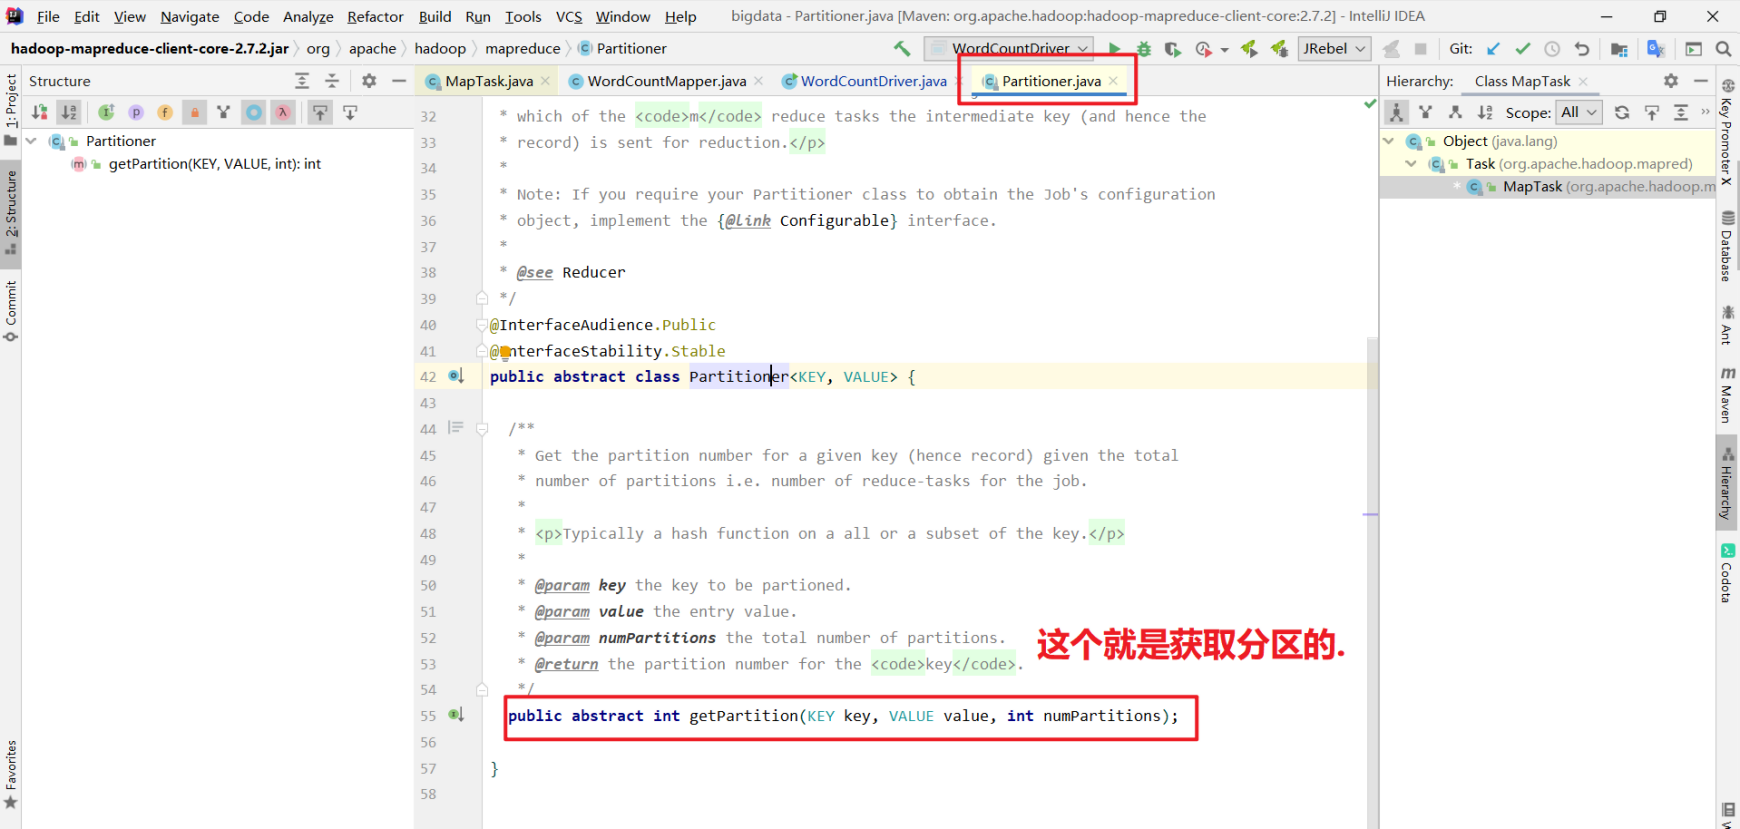 File Edit View Navigate Code Analyze Refactor Build Run Tools VCS Window Help bigdata - Partitioner.java [Maven: org.apache.hadoop:hadoop-mapreduce-client-core:2.7.2] - IntelliJ IDEA
hadoop-mapreduce-client-core-2.7.2.jar org apache hadoop mapreduce Partitioner WordCountDriver JRebel Git:
Structure MapTask.java WordCountMapper.java WordCountDriver.java Partitioner.java Hierarchy: Class MapTask
Scope: All
Partitioner
getPartition(KEY, VALUE, int): int
32 * which of the <code>m</code> reduce tasks the intermediate key (and hence the
33 * record) is sent for reduction.</p>
34 *
35 * Note: If you require your Partitioner class to obtain the Job's configuration
36 * object, implement the {@link Configurable} interface.
37 *
38 * @see Reducer
39 */
40 @InterfaceAudience.Public
41 @InterfaceStability.Stable
42 public abstract class Partitioner<KEY, VALUE> {
43
44 /**
45 * Get the partition number for a given key (hence record) given the total
46 * number of partitions i.e. number of reduce-tasks for the job.
47 *
48 * <p>Typically a hash function on a all or a subset of the key.</p>
49 *
50 * @param key the key to be partioned.
51 * @param value the entry value.
52 * @param numPartitions the total number of partitions.
53 * @return the partition number for the <code>key</code>.
54 */
55 public abstract int getPartition(KEY key, VALUE value, int numPartitions);
56
57 }
58
这个就是获取分区的.
Object (java.lang)
Task (org.apache.hadoop.mapred)
MapTask (org.apache.hadoop.m
1: Project
2: Structure
Commit
Favorites
Key Promoter X
Database
Ant
Maven
Hierarchy
Codota